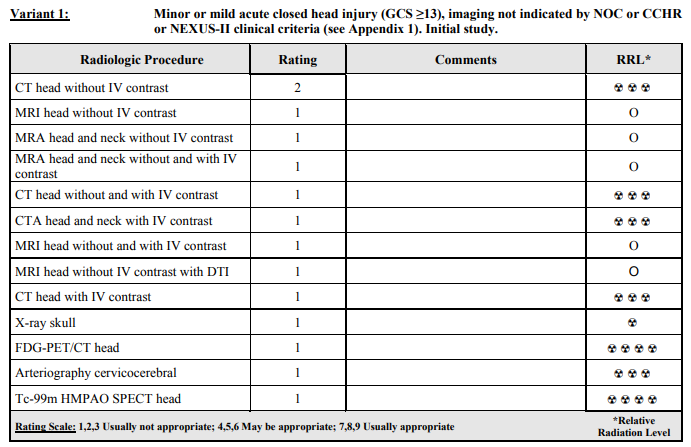 Variant 1: Minor or mild acute closed head injury (GCS ≥13), imaging not indicated by NOC or CCHR
or NEXUS-II clinical criteria (see Appendix 1). Initial study.
Radiologic Procedure Rating Comments RRL*
CT head without IV contrast 2 ☢ ☢ ☢
MRI head without IV contrast 1 O
MRA head and neck without IV contrast 1 O
MRA head and neck without and with IV
contrast 1 O
CT head without and with IV contrast 1 ☢ ☢ ☢
CTA head and neck with IV contrast 1 ☢ ☢ ☢
MRI head without and with IV contrast 1 O
MRI head without IV contrast with DTI 1 O
CT head with IV contrast 1 ☢ ☢ ☢
X-ray skull 1 ☢
FDG-PET/CT head 1 ☢ ☢ ☢ ☢
Arteriography cervicocerebral 1 ☢ ☢ ☢
Tc-99m HMPAO SPECT head 1 ☢ ☢ ☢ ☢
Rating Scale: 1,2,3 Usually not appropriate; 4,5,6 May be appropriate; 7,8,9 Usually appropriate
*Relative
Radiation Level